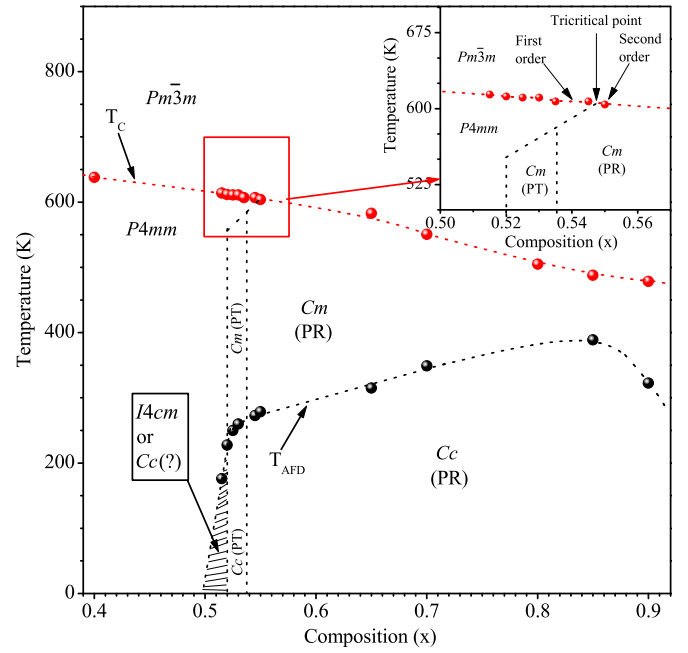 800
600
400
200
0
Temperature (K)
0.4
0.5
0.6
0.7
0.8
0.9
Composition (x)
Pm3̅m
T_C
P4mm
Cm (PT)
Cm
(PR)
I4cm
or
Cc(?)
T_AFD
Cc (PT)
Cc
(PR)
675
600
525
Temperature (K)
0.50
0.52
0.54
0.56
Composition (x)
Pm3̅m
First
order
Tricritical point
Second
order
P4mm
Cm
(PT)
Cm
(PR)